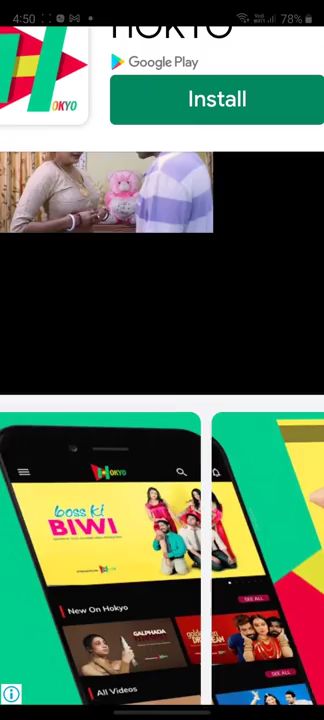 4:50
78%
HOKYO
Google Play
Install
HOKYO
HOKYO
boss ki
BIWI
New On Hokyo
SEE ALL
GALPHADA
All Videos
SEE ALL